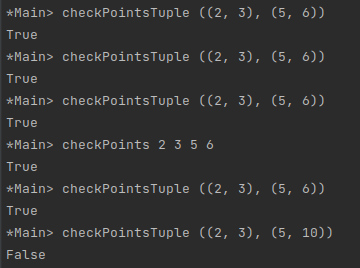 *Main> checkPointsTuple ((2, 3), (5, 6))
True
*Main> checkPointsTuple ((2, 3), (5, 6))
True
*Main> checkPointsTuple ((2, 3), (5, 6))
True
*Main> checkPoints 2 3 5 6
True
*Main> checkPointsTuple ((2, 3), (5, 6))
True
*Main> checkPointsTuple ((2, 3), (5, 10))
False